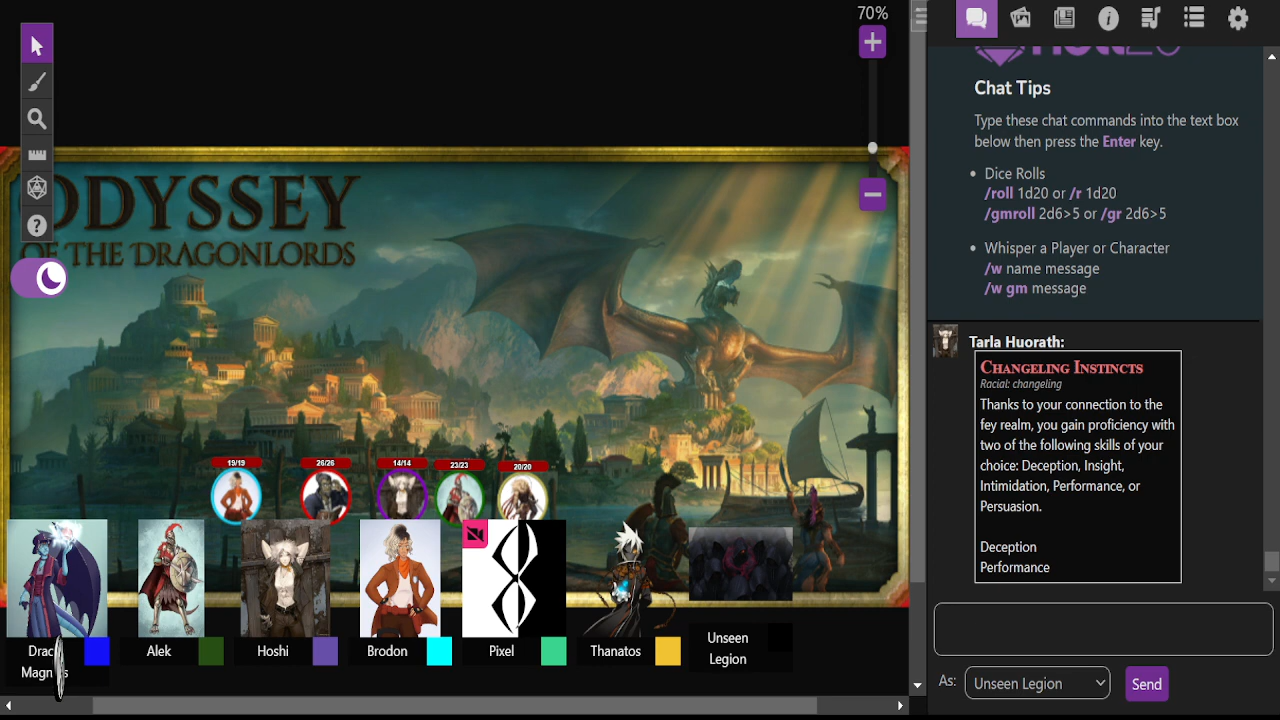 70%
Chat Tips
Type these chat commands into the text box
below then press the Enter key.
Dice Rolls
/roll 1d20 or /r 1d20
/gmroll 2d6>5 or /gr 2d6>5
Whisper a Player or Character
/w name message
/w gm message
ODYSSEY
OF THE DRAGONLORDS
Tarla Huorath:
CHANGELING INSTINCTS
Racial: changeling
Thanks to your connection to the
fey realm, you gain proficiency with
two of the following skills of your
choice: Deception, Insight,
Intimidation, Performance, or
Persuasion.
Deception
Performance
19/19
26/26
14/14
23/23
20/20
Alek
Hoshi
Brodon
Pixel
Thanatos
Unseen
Legion
As:
Unseen Legion
Send